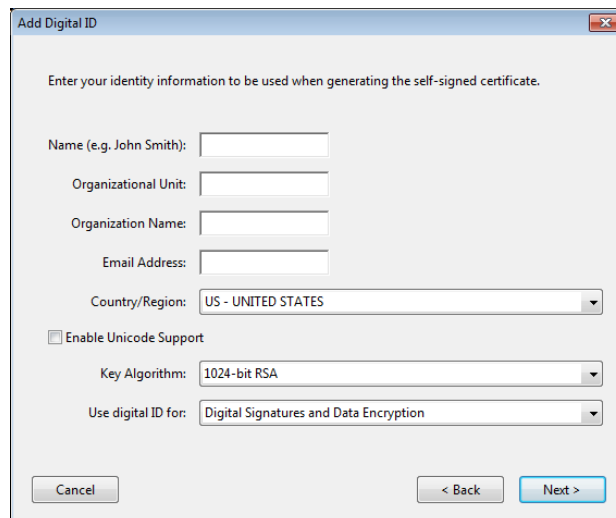 Add Digital ID
Enter your identity information to be used when generating the self-signed certificate.
Name (e.g. John Smith):
Organizational Unit:
Organization Name:
Email Address:
Country/Region: US - UNITED STATES
Enable Unicode Support
Key Algorithm: 1024-bit RSA
Use digital ID for: Digital Signatures and Data Encryption
Cancel < Back Next >